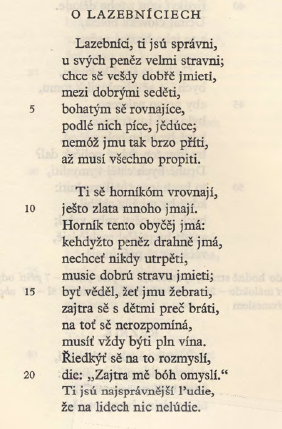 O LAZEBNÍCIECH
Lazebníci, ti jsú správni,
u svých peněz velmi stravni;
chce sě vešdy dobřě jmieti,
mezi dobrými seděti,
5 bohatým sě rovnajíce,
podlé nich píce, jědúce;
nemóž jmu tak brzo příti,
až musí všechno propiti.
Ti sě horníkóm vrovnají,
10 ješto zlata mnoho jmají.
Horník tento obyčěj jmá:
kehdyžto peněz drahně jmá,
nechceť nikdy utrpěti,
musie dobrú stravu jmieti;
15 byť věděl, žeť jmu žebrati,
zajtra sě s dětmi preč bráti,
na toť sě nerozpomíná,
musíť vždy býti pln vína.
Řiedkýť sě na to rozmyslí,
20 die: „Zajtra mě bóh omyslí.“
Ti jsú najsprávnější ľudie,
že na lidech nic nelúdie.